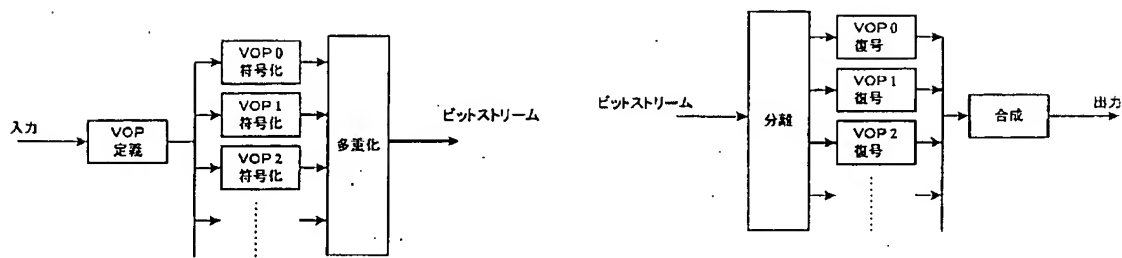 入力
VOP
定義
VOP 0
符号化
VOP 1
符号化
VOP 2
符号化
多重化
ビットストリーム
ビットストリーム
分離
VOP 0
復号
VOP 1
復号
VOP 2
復号
合成
出力